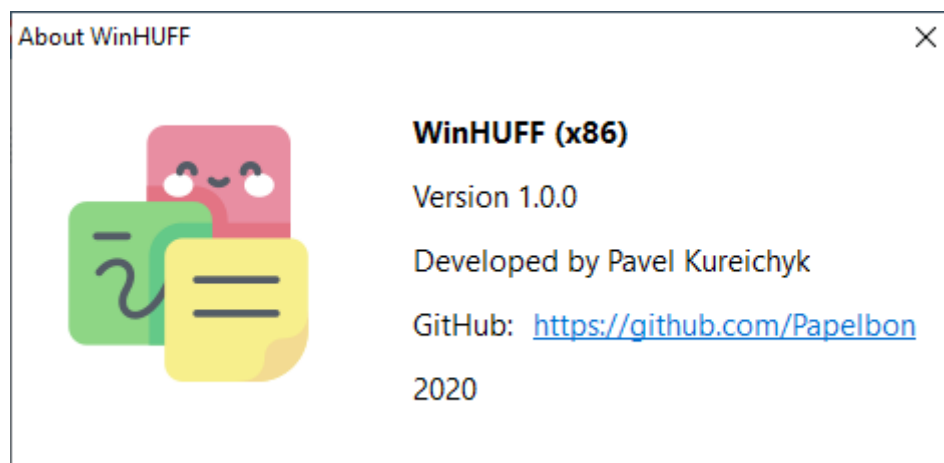 About WinHUFF
WinHUFF (x86)
Version 1.0.0
Developed by Pavel Kureichyk
GitHub: https://github.com/Papelbon
2020